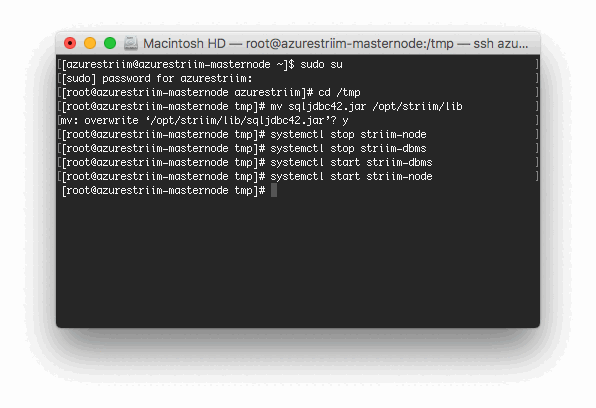 Macintosh HD — root@azurestriim-masternode:/tmp — ssh azu...
[[azurestriim@azurestriim-masternode ~]$ sudo su ]
[[sudo] password for azurestriim: ]
[[root@azurestriim-masternode azurestriim]# cd /tmp ]
[[root@azurestriim-masternode tmp]# mv sqljdbc42.jar /opt/striim/lib ]
[mv: overwrite ‘/opt/striim/lib/sqljdbc42.jar’? y ]
[[root@azurestriim-masternode tmp]# systemctl stop striim-node ]
[[root@azurestriim-masternode tmp]# systemctl stop striim-dbms ]
[[root@azurestriim-masternode tmp]# systemctl start striim-dbms ]
[[root@azurestriim-masternode tmp]# systemctl start striim-node ]
[root@azurestriim-masternode tmp]#